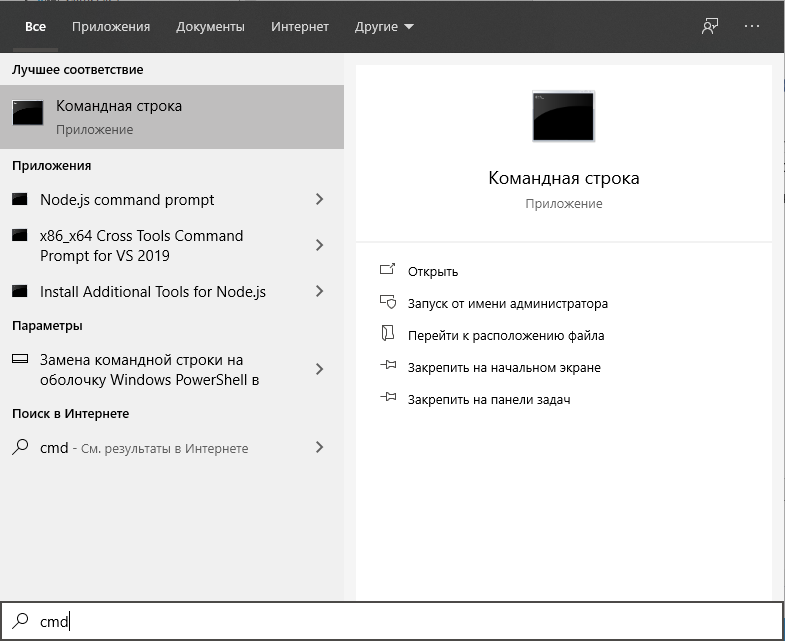 Все Приложения Документы Интернет Другие
Лучшее соответствие
Командная строка
Приложение
Приложения
Node.js command prompt
x86_x64 Cross Tools Command
Prompt for VS 2019
Install Additional Tools for Node.js
Параметры
Замена командной строки на
оболочку Windows PowerShell в
Поиск в Интернете
cmd - См. результаты в Интернете
Командная строка
Приложение
Открыть
Запуск от имени администратора
Перейти к расположению файла
Закрепить на начальном экране
Закрепить на панели задач
cmd